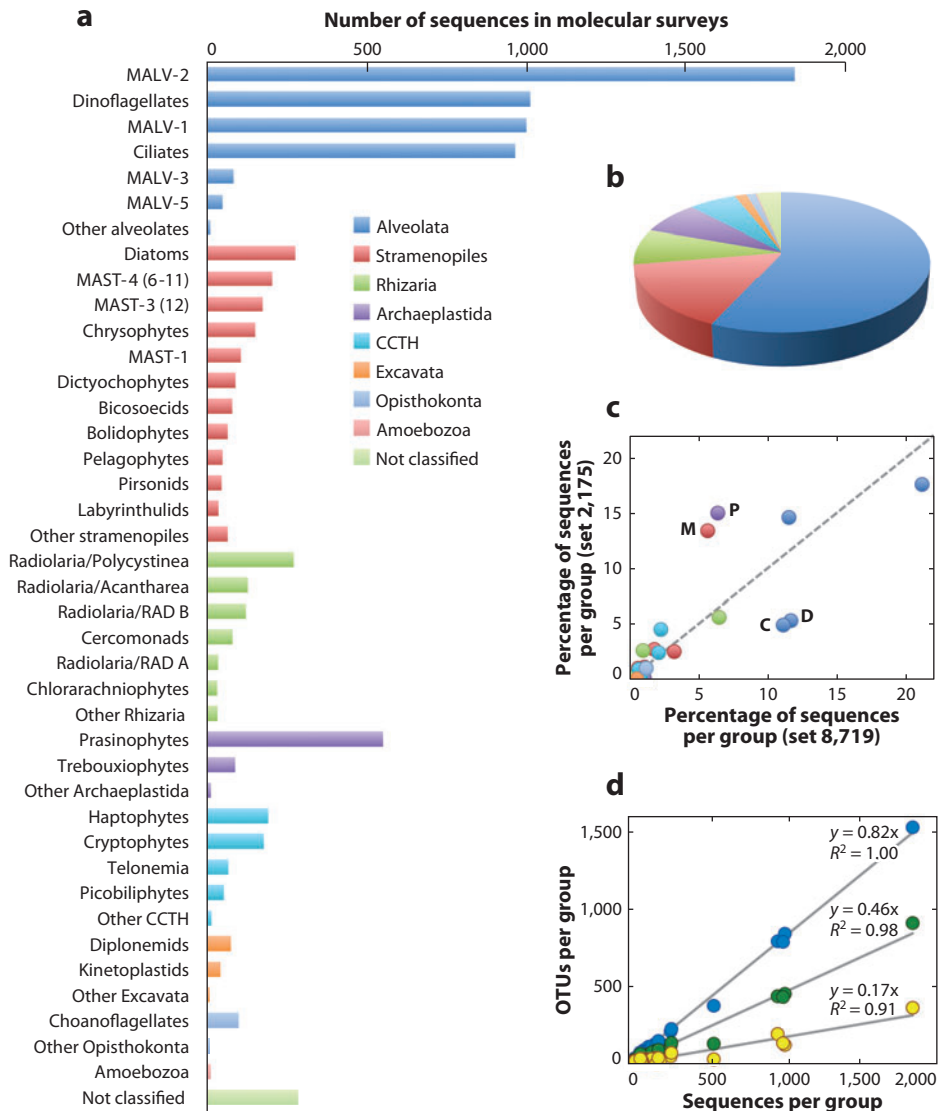 a
Number of sequences in molecular surveys
0 500 1,000 1,500 2,000
MALV-2
Dinoflagellates
MALV-1
Ciliates
MALV-3
MALV-5
Other alveolates
Diatoms
MAST-4 (6-11)
MAST-3 (12)
Chrysophytes
MAST-1
Dictyochophytes
Bicosoecids
Bolidophytes
Pelagophytes
Pirsonids
Labyrinthulids
Other stramenopiles
Radiolaria/Polycystinea
Radiolaria/Acantharea
Radiolaria/RAD B
Cercomonads
Radiolaria/RAD A
Chlorarachniophytes
Other Rhizaria
Prasinophytes
Trebouxiophytes
Other Archaeplastida
Haptophytes
Cryptophytes
Telonemia
Picobiliphytes
Other CCTH
Diplonemids
Kinetoplastids
Other Excavata
Choanoflagellates
Other Opisthokonta
Amoebozoa
Not classified
Alveolata
Stramenopiles
Rhizaria
Archaeplastida
CCTH
Excavata
Opisthokonta
Amoebozoa
Not classified
b
c
Percentage of sequences
per group (set 2,175)
20
15
10
5
0
M
P
C
D
0 5 10 15 20
Percentage of sequences
per group (set 8,719)
d
OTUs per group
1,500
1,000
500
0
y = 0.82x
R² = 1.00
y = 0.46x
R² = 0.98
y = 0.17x
R² = 0.91
0 500 1,000 1,500 2,000
Sequences per group